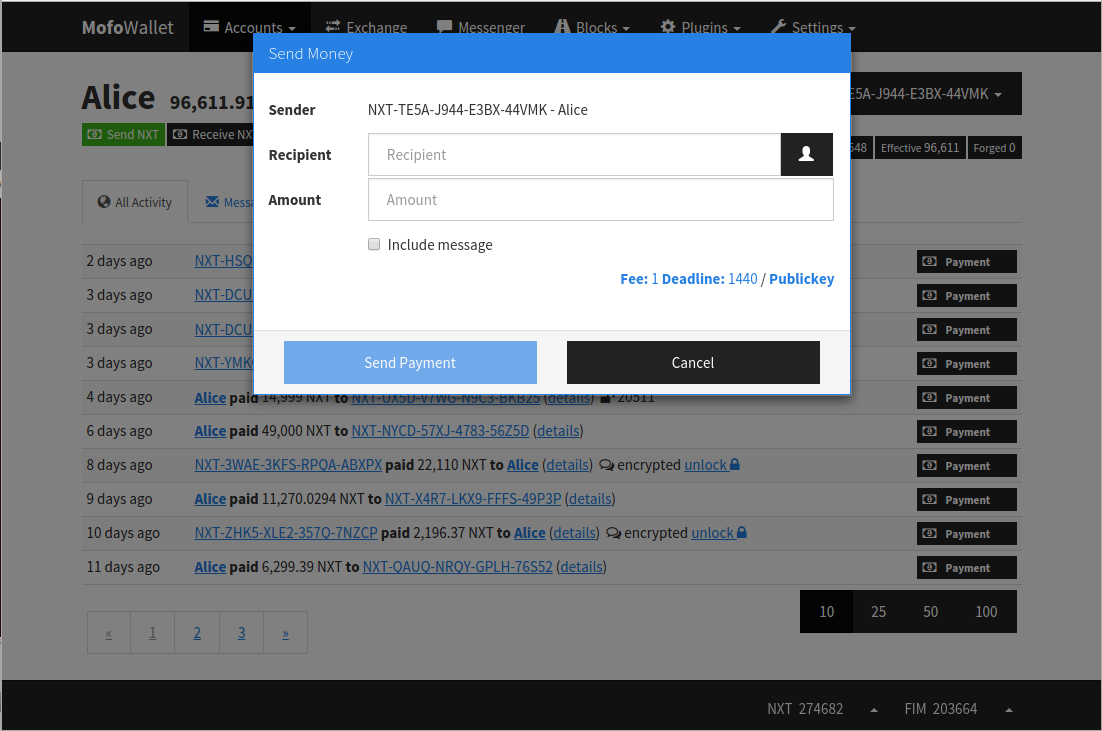 MofoWallet Accounts Exchange Messenger Blocks Plugins Settings
Send Money
Alice 96,611.91
E5A-J944-E3BX-44VMK
Sender NXT-TE5A-J944-E3BX-44VMK - Alice
Send NXT Receive NX
548 Effective 96,611 Forged 0
Recipient Recipient
Amount Amount
All Activity Messa
Include message
Fee: 1 Deadline: 1440 / Publickey
Send Payment Cancel
2 days ago NXT-HSQ Payment
3 days ago NXT-DCU Payment
3 days ago NXT-DCU Payment
3 days ago NXT-YMK Payment
4 days ago Alice paid 14,999 NXT to NXT-UX5D-V7WG-N9C3-BKB25 (details) 20511 Payment
6 days ago Alice paid 49,000 NXT to NXT-NYCD-57XJ-4783-56Z5D (details) Payment
8 days ago NXT-3WAE-3KFS-RPQA-ABXPX paid 22,110 NXT to Alice (details) encrypted unlock Payment
9 days ago Alice paid 11,270.0294 NXT to NXT-X4R7-LKX9-FFFS-49P3P (details) Payment
10 days ago NXT-ZHK5-XLE2-357Q-7NZCP paid 2,196.37 NXT to Alice (details) encrypted unlock Payment
11 days ago Alice paid 6,299.39 NXT to NXT-QAUQ-NRQY-GPLH-76S52 (details) Payment
« 1 2 3 » 10 25 50 100
NXT 274682 FIM 203664